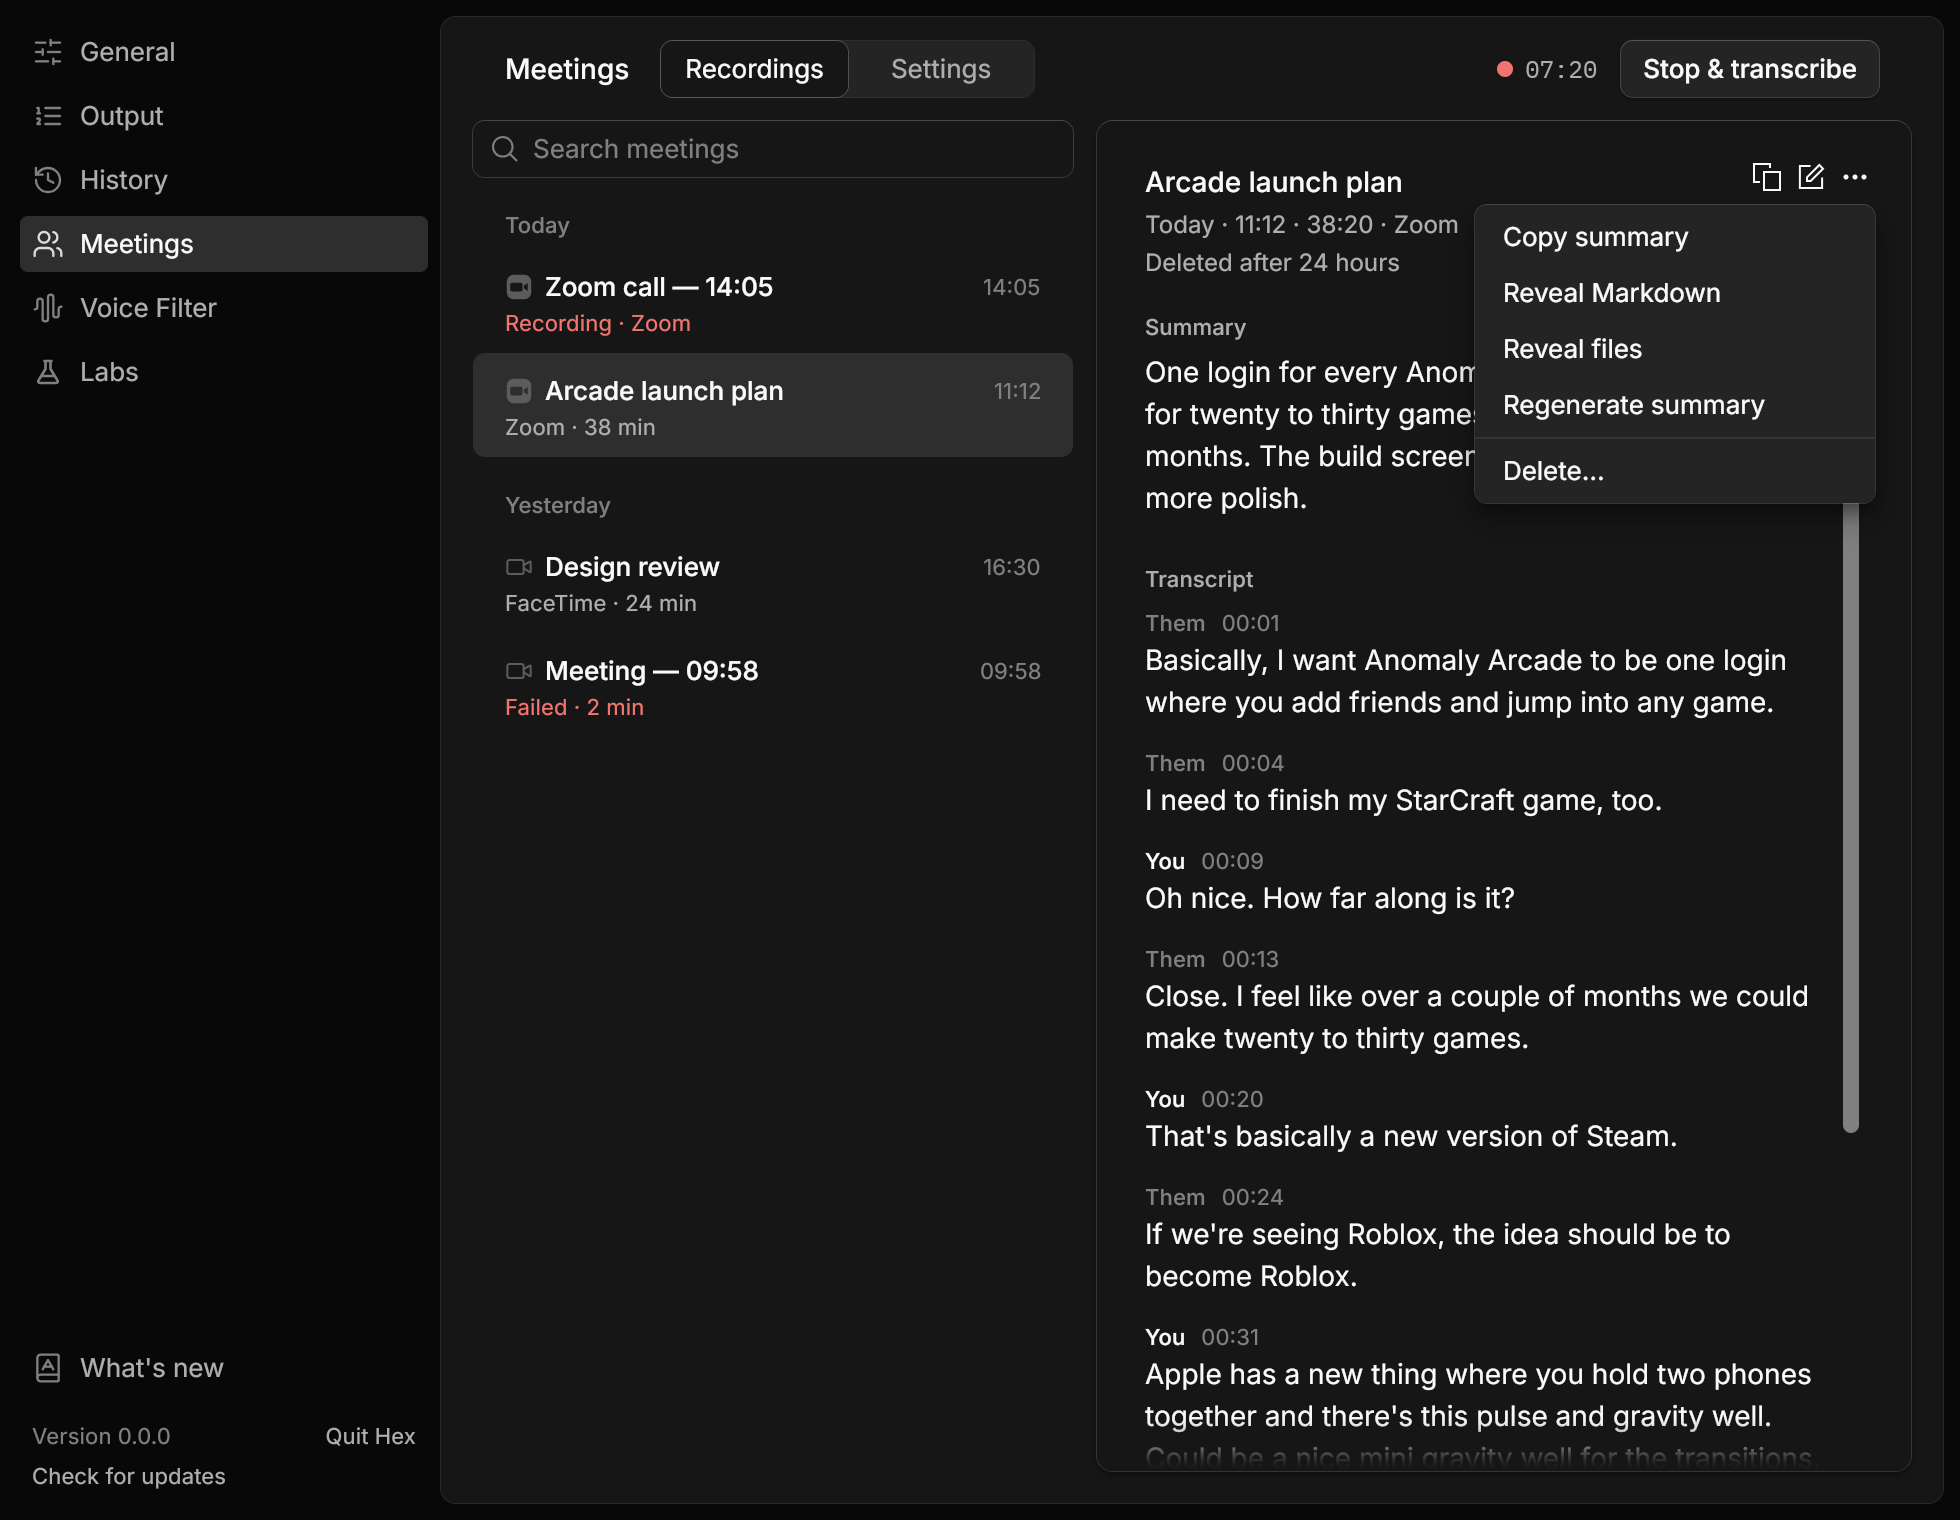 General
Output
History
Meetings
Voice Filter
Labs
What's new
Version 0.0.0
Quit Hex
Check for updates
Meetings
Recordings
Settings
07:20
Stop & transcribe
Search meetings
Today
Zoom call — 14:05
14:05
Recording · Zoom
Arcade launch plan
11:12
Zoom · 38 min
Yesterday
Design review
16:30
FaceTime · 24 min
Meeting — 09:58
09:58
Failed · 2 min
Arcade launch plan
Today · 11:12 · 38:20 · Zoom
Deleted after 24 hours
Copy summary
Reveal Markdown
Reveal files
Regenerate summary
Delete...
Summary
One login for every
for twenty to thirty
months. The build
more polish.
Transcript
Them 00:01
Basically, I want Anomaly Arcade to be one login
where you add friends and jump into any game.
Them 00:04
I need to finish my StarCraft game, too.
You 00:09
Oh nice. How far along is it?
Them 00:13
Close. I feel like over a couple of months we could
make twenty to thirty games.
You 00:20
That's basically a new version of Steam.
Them 00:24
If we're seeing Roblox, the idea should be to
become Roblox.
You 00:31
Apple has a new thing where you hold two phones
together and there's this pulse and gravity well.
Could be a nice mini gravity well for the transitions.